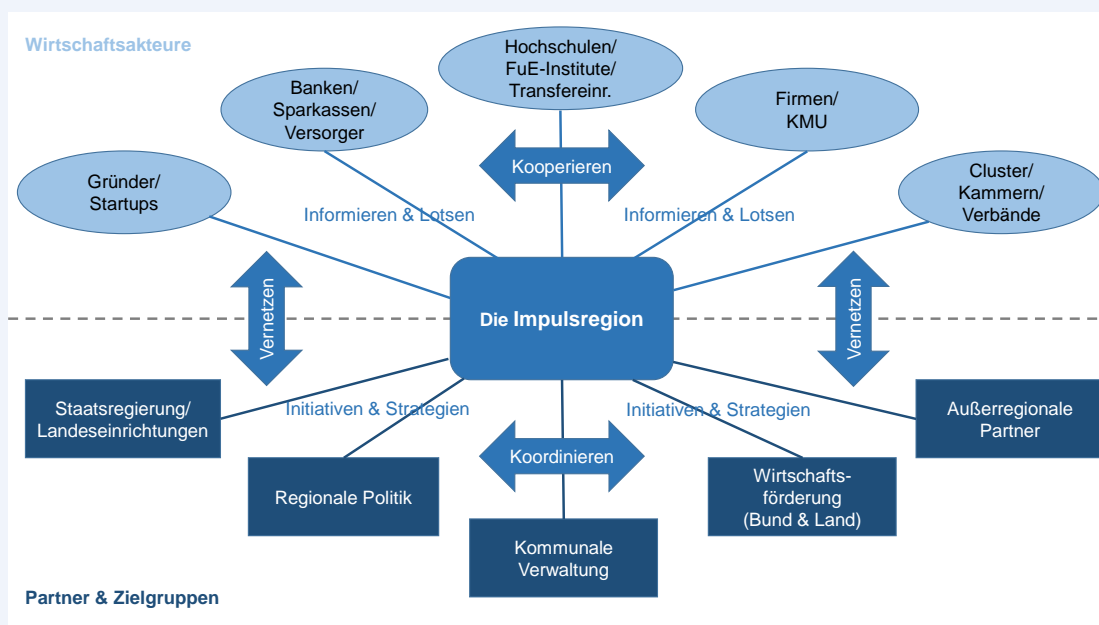 Wirtschaftsakteure
Hochschulen/
FuE-Institute/
Transfereinr.
Banken/
Sparkassen/
Versorger
Firmen/
KMU
Gründer/
Startups
Cluster/
Kammern/
Verbände
Kooperieren
Informieren & Lotsen
Informieren & Lotsen
Vernetzen
Die Impulsregion
Vernetzen
Staatsregierung/
Landeseinrichtungen
Initiativen & Strategien
Initiativen & Strategien
Außerregionale
Partner
Koordinieren
Regionale Politik
Wirtschafts-
förderung
(Bund & Land)
Kommunale
Verwaltung
Partner & Zielgruppen